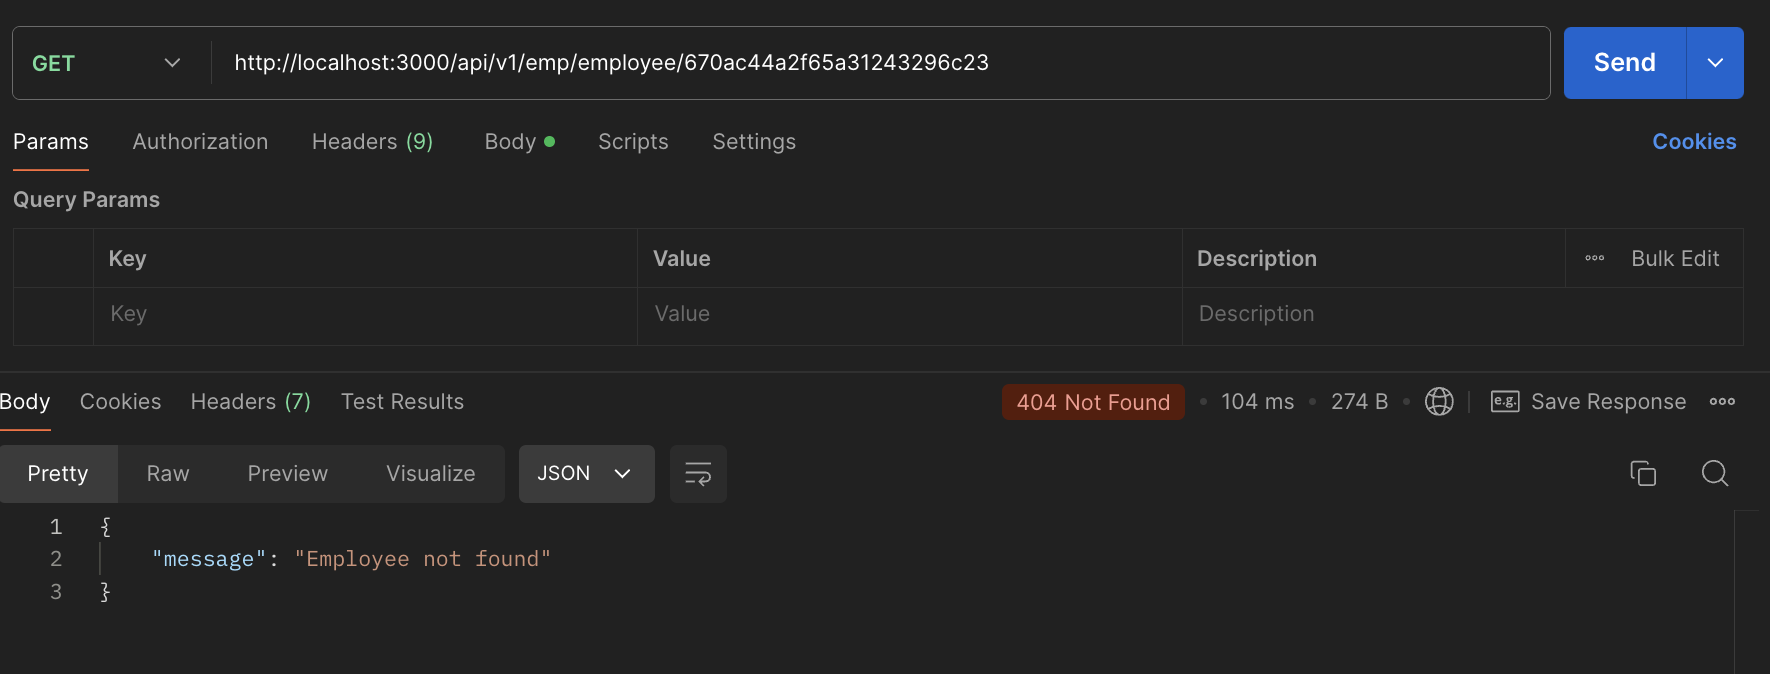 GET http://localhost:3000/api/v1/emp/employee/670ac44a2f65a31243296c23 Send
Params Authorization Headers (9) Body Scripts Settings Cookies
Query Params
Key Value Description Bulk Edit
Key Value Description
Body Cookies Headers (7) Test Results 404 Not Found 104 ms 274 B e.g. Save Response
Pretty Raw Preview Visualize JSON
1 {
2 "message": "Employee not found"
3 }